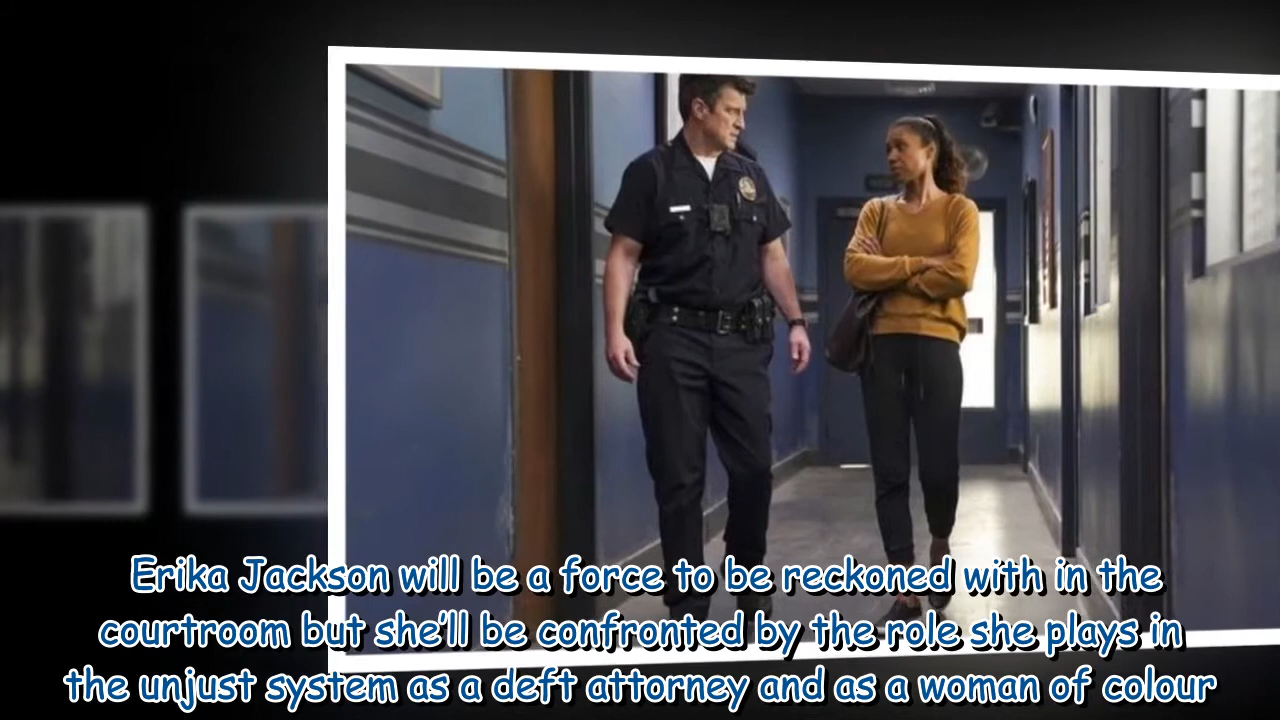 Erika Jackson will be a force to be reckoned with in the
courtroom but she'll be confronted by the role she plays in
the unjust system as a deft attorney and as a woman of colour